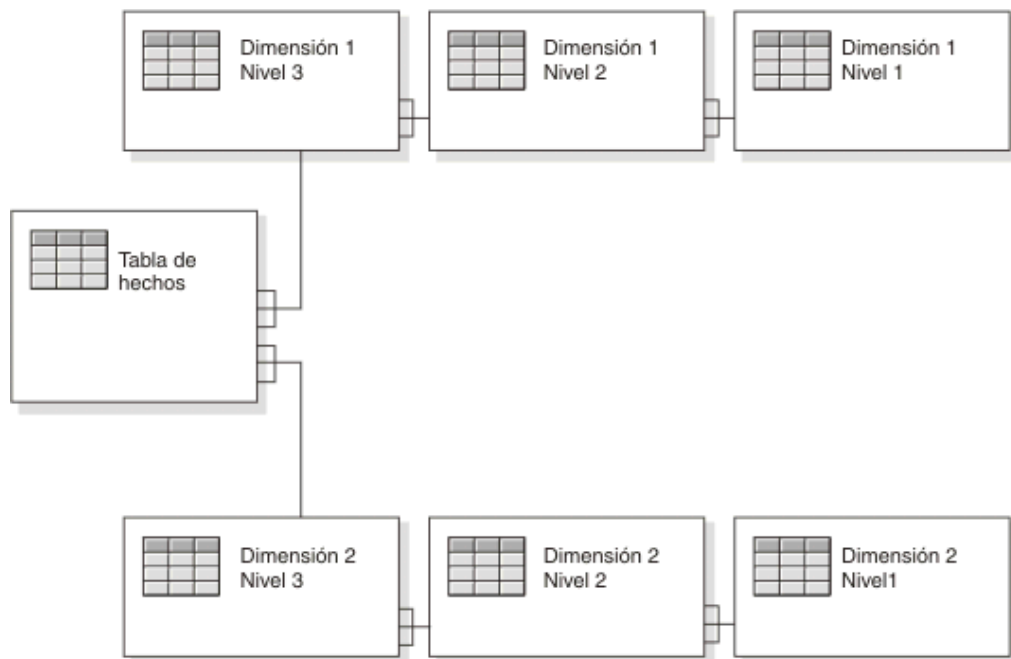 Dimensión 1
Nivel 3
Dimensión 1
Nivel 2
Dimensión 1
Nivel 1
Tabla de
hechos
Dimensión 2
Nivel 3
Dimensión 2
Nivel 2
Dimensión 2
Nivel1